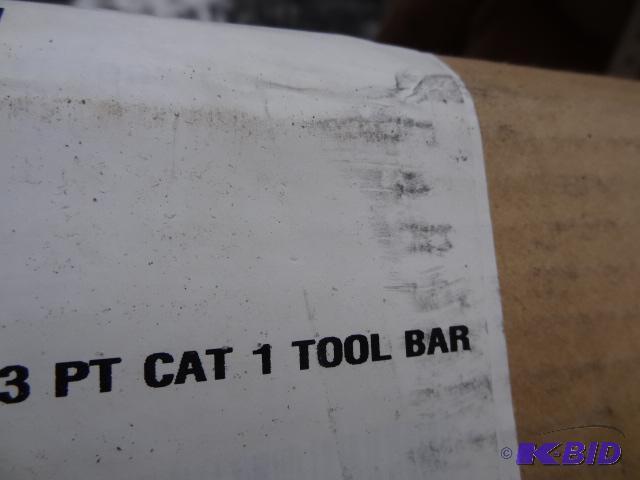 3 PT CAT 1 TOOL BAR
© K-BID